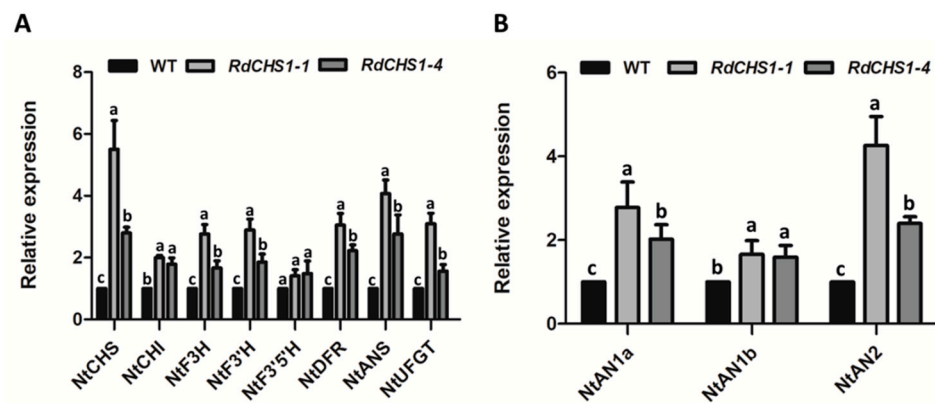 A
WT RdCHS1-1 RdCHS1-4
Relative expression
8
6
4
2
0
c a b
b a a
c a b
c a b
a a a
c a b
c a b
c a b
NtCHS NtCHI NtF3H NtF3'H NtF3'5'H NtDFR NtANS NtUFGT
B
WT RdCHS1-1 RdCHS1-4
Relative expression
6
4
2
0
c a b
b a a
c a b
NtAN1a NtAN1b NtAN2